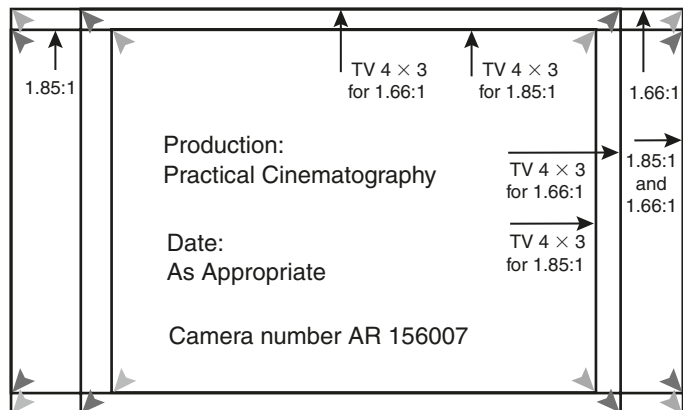 1.85:1
TV 4 × 3
for 1.66:1
TV 4 × 3
for 1.85:1
1.66:1
Production:
Practical Cinematography
TV 4 × 3
for 1.66:1
1.85:1
and
1.66:1
Date:
As Appropriate
TV 4 × 3
for 1.85:1
Camera number AR 156007